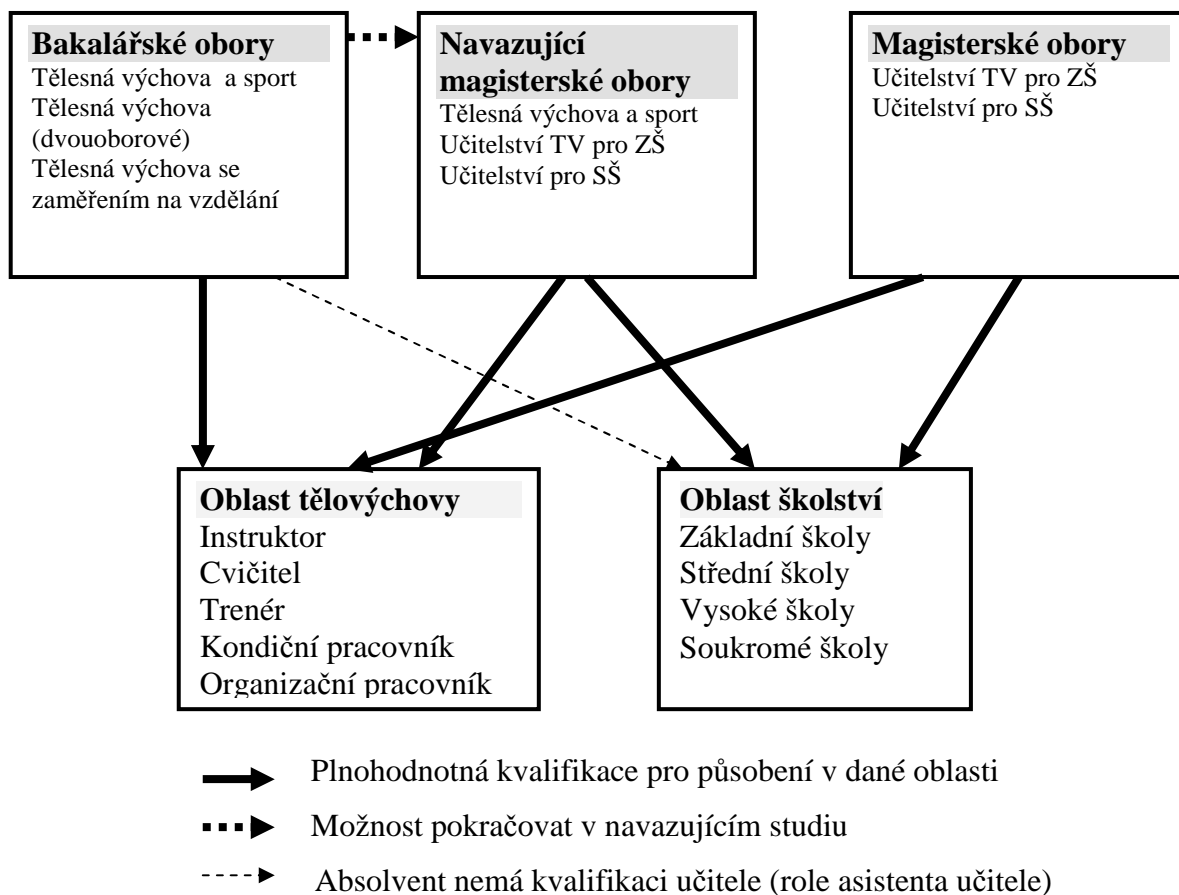 Bakalářské obory
Tělesná výchova  a sport
Tělesná výchova
(dvouoborové)
Tělesná výchova se
zaměřením na vzdělání
Navazující
magisterské obory
Tělesná výchova a sport
Učitelství TV pro ZŠ
Učitelství pro SŠ
Magisterské obory
Učitelství TV pro ZŠ
Učitelství pro SŠ
Oblast tělovýchovy
Instruktor
Cvičitel
Trenér
Kondiční pracovník
Organizační pracovník
Oblast školství
Základní školy
Střední školy
Vysoké školy
Soukromé školy
Plnohodnotná kvalifikace pro působení v dané oblasti
Možnost pokračovat v navazujícím studiu
Absolvent nemá kvalifikaci učitele (role asistenta učitele)